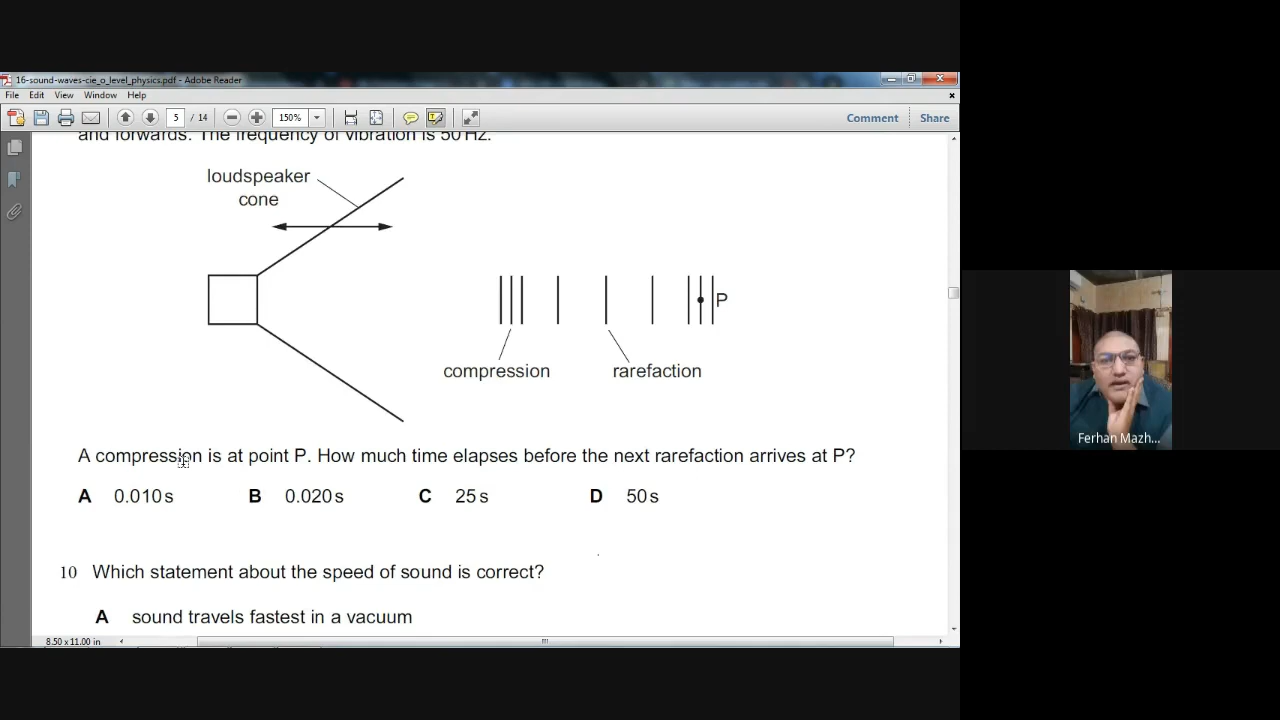 16-sound-waves-cie_o_level_physics.pdf - Adobe Reader
File Edit View Window Help
5 / 14 150% Comment Share
and forwards. The frequency of vibration is 50 Hz.
loudspeaker
cone
P
compression rarefaction
A compression is at point P. How much time elapses before the next rarefaction arrives at P?
A 0.010 s B 0.020 s C 25 s D 50 s
10 Which statement about the speed of sound is correct?
A sound travels fastest in a vacuum
8.50 x 11.00 in
Ferhan Mazh...